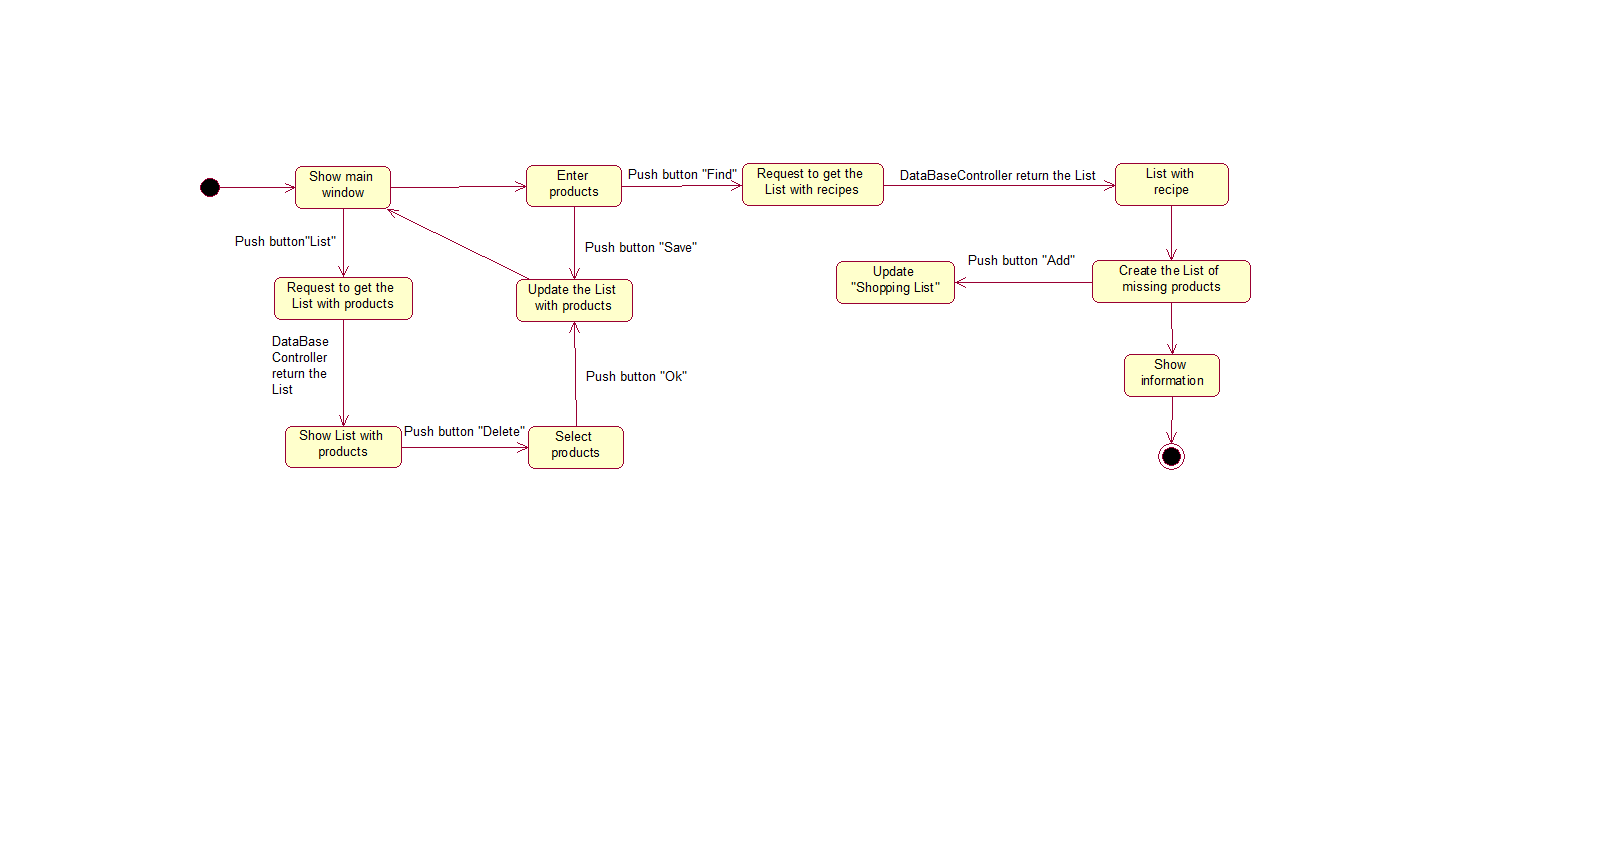 Show main
window
Enter
products
Push button "Find"
Request to get the
List with recipes
DataBaseController return the List
List with
recipe
Push button"List"
Push button "Save"
Request to get the
List with products
Update the List
with products
Update
"Shopping List"
Push button "Add"
Create the List of
missing products
DataBase
Controller
return the
List
Push button "Ok"
Show
information
Show List with
products
Push button "Delete"
Select
products